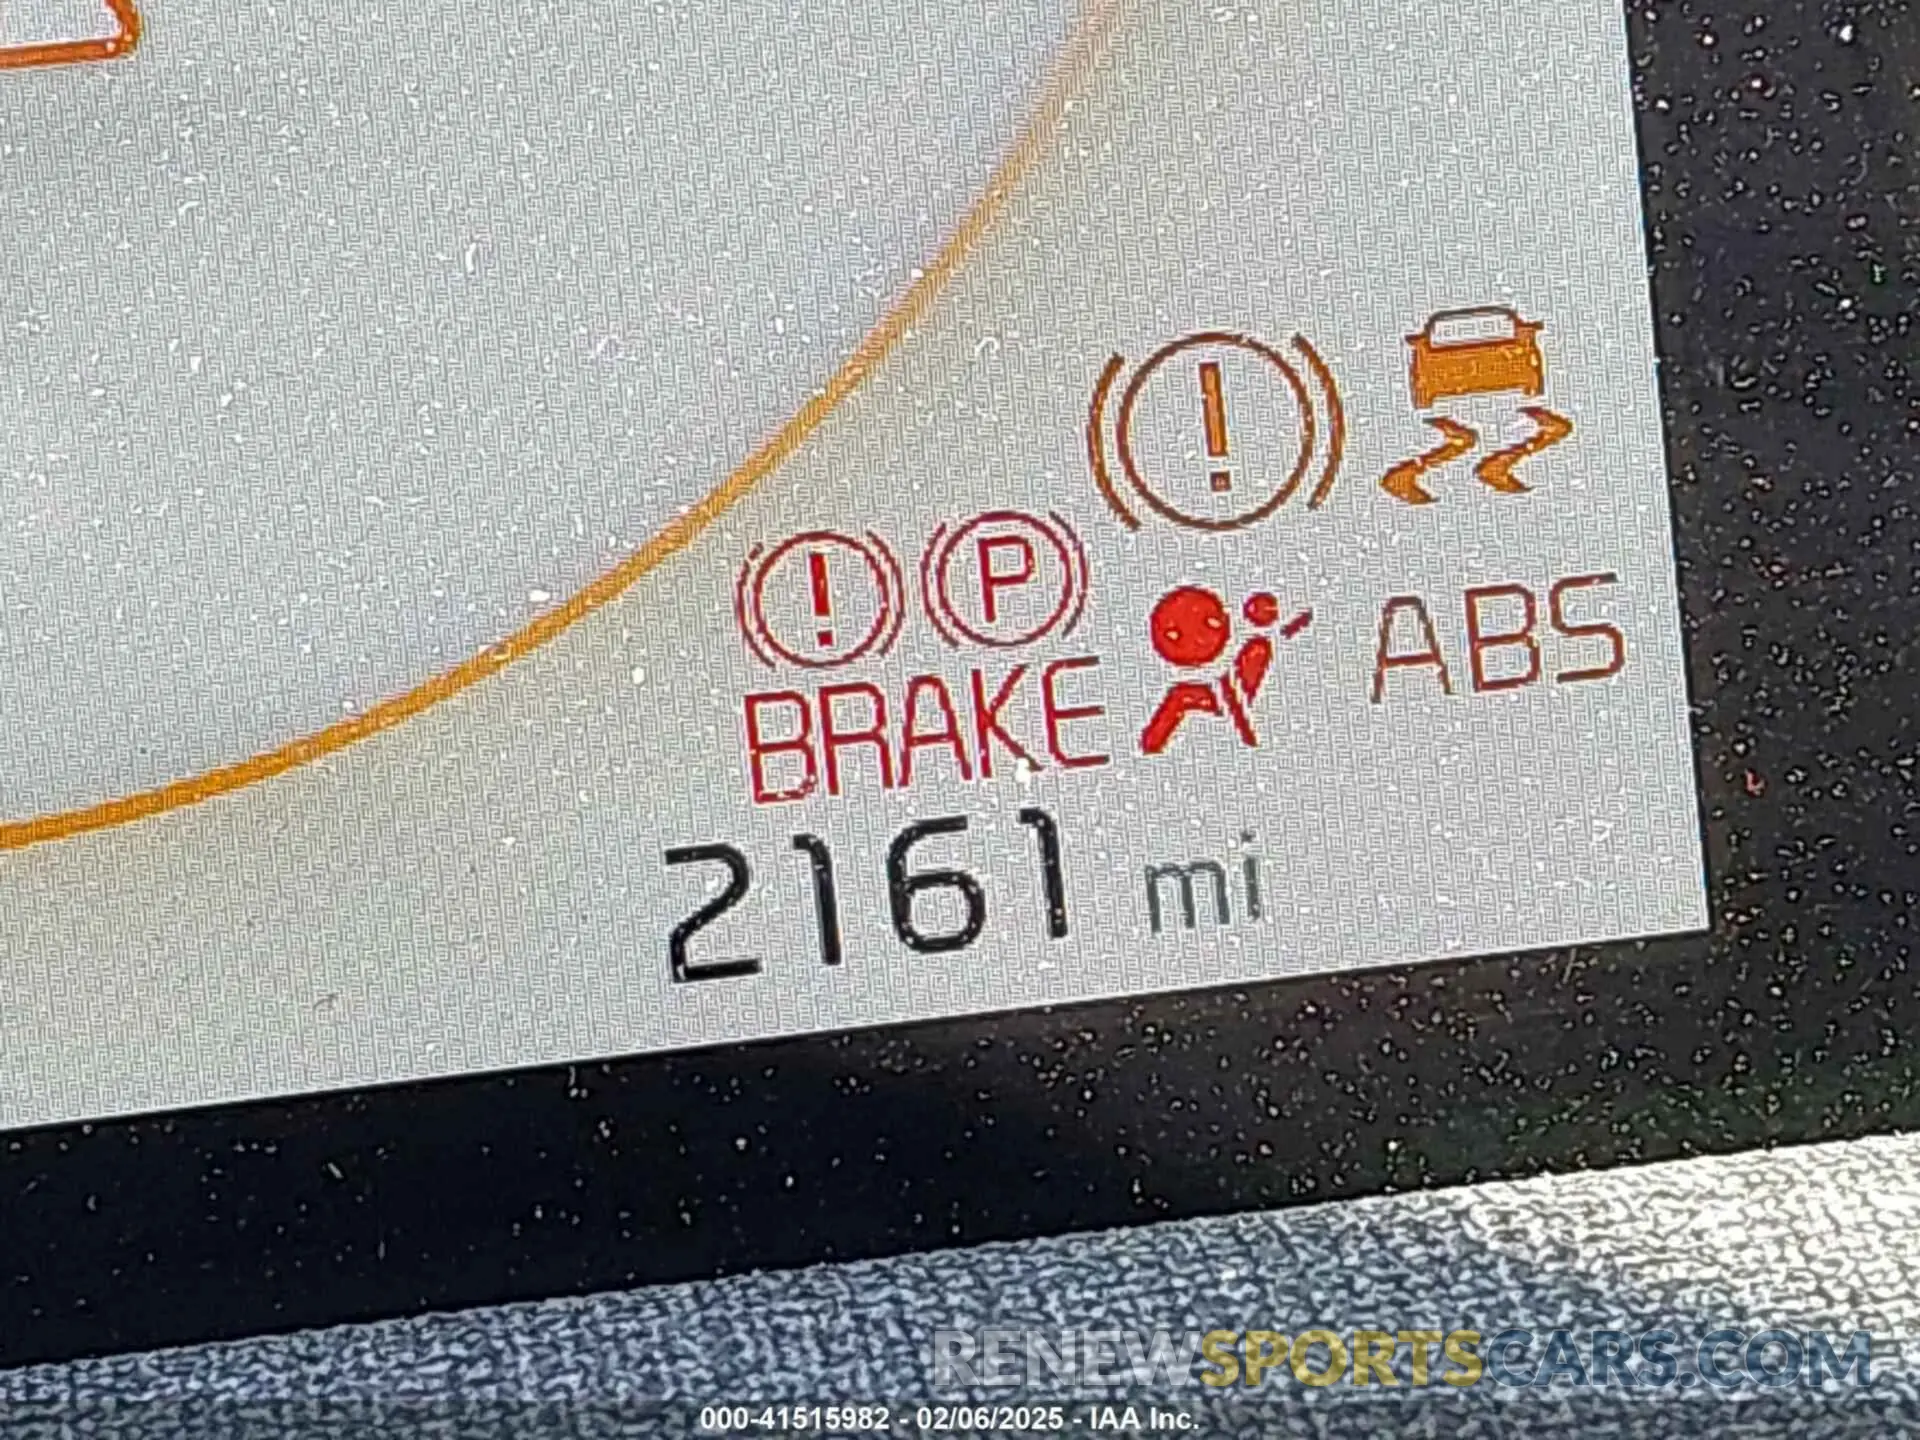 P
BRAKE
ABS
2161 mi
RENEWSPORTSCARS.COM
000-41515982 - 02/06/2025 - IAA Inc.